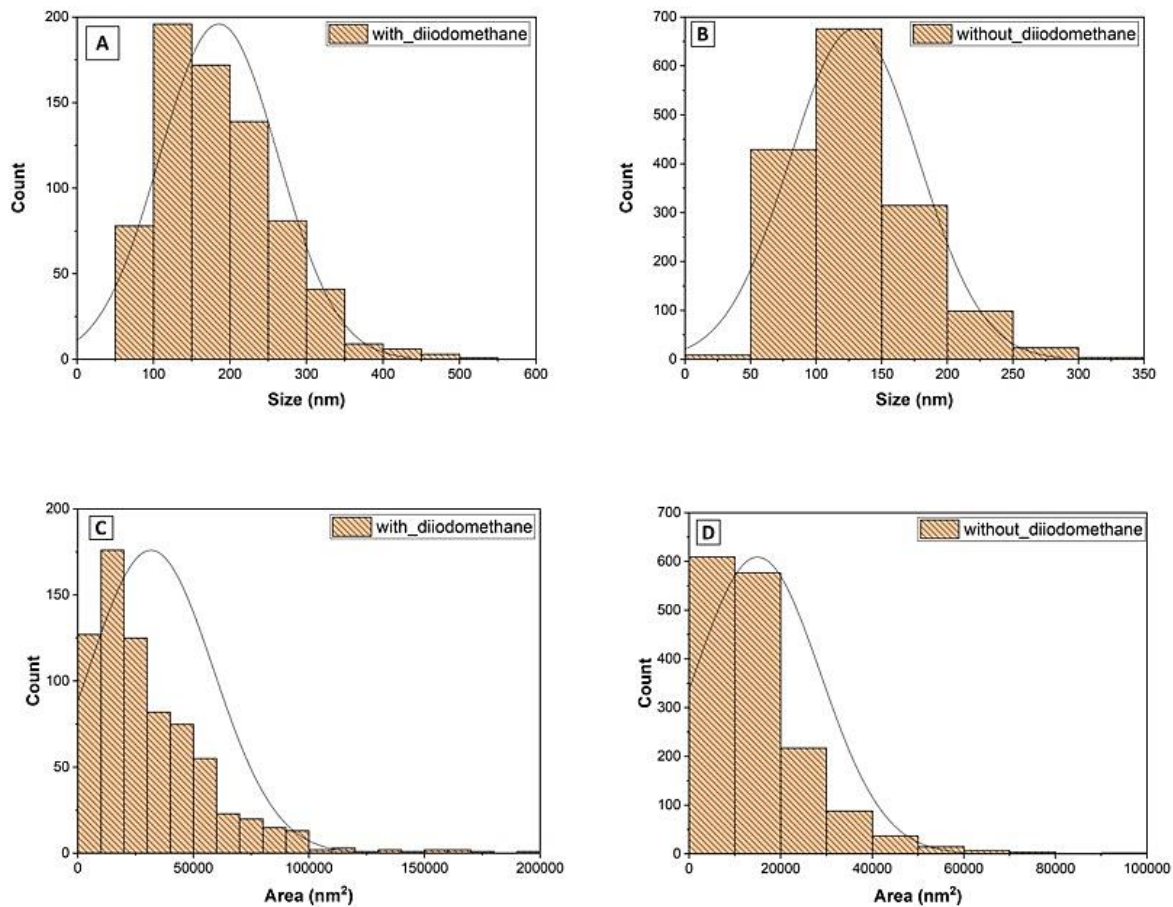 A
with_diiodomethane
200
150
100
50
0
Count
0 100 200 300 400 500 600
Size (nm)
B
without_diiodomethane
700
600
500
400
300
200
100
0
Count
0 50 100 150 200 250 300 350
Size (nm)
C
with_diiodomethane
200
150
100
50
0
Count
0 50000 100000 150000 200000
Area (nm²)
D
without_diiodomethane
700
600
500
400
300
200
100
0
Count
0 20000 40000 60000 80000 100000
Area (nm²)